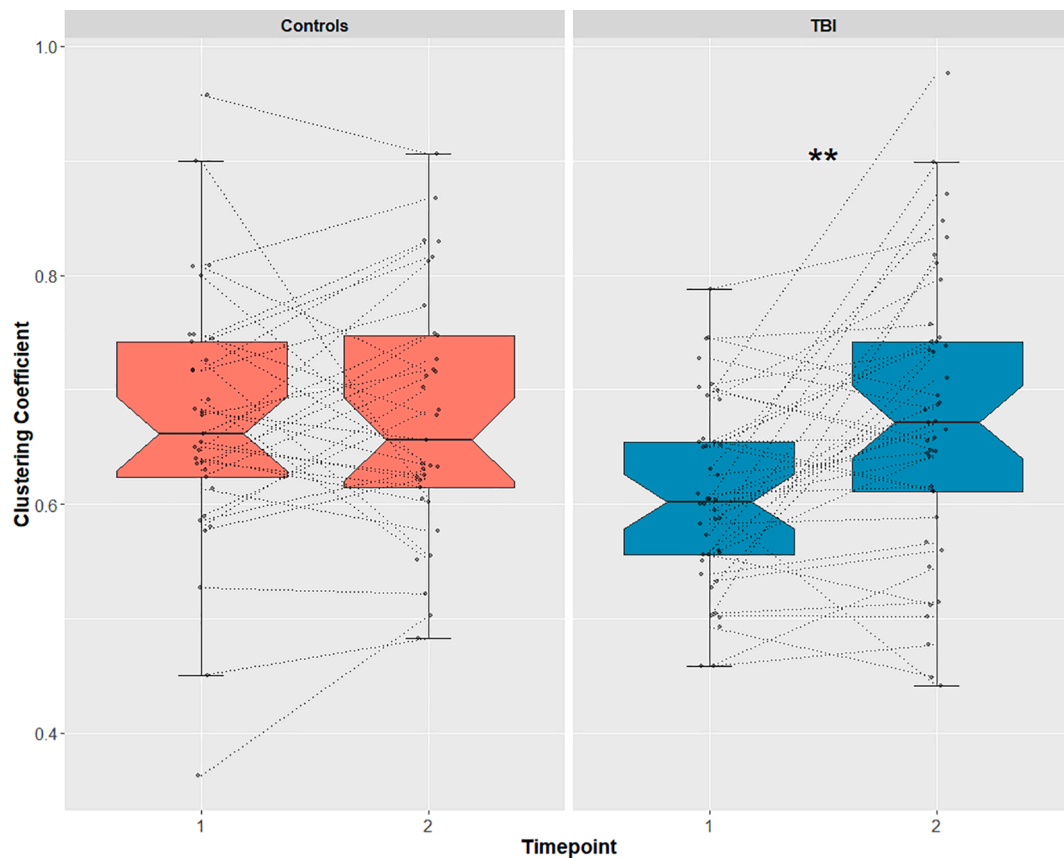 Controls TBI
Clustering Coefficient
1.0
0.8
**
0.6
0.4
1 2 1 2
Timepoint